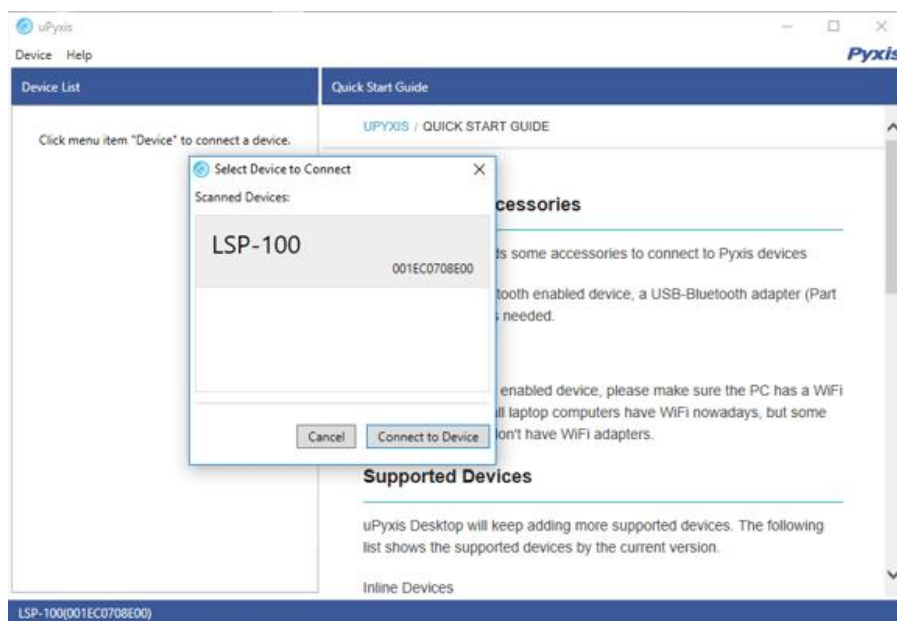 uPyxis
Device Help
Pyxis
Device List
Quick Start Guide
Click menu item "Device" to connect a device.
UPYXIS / QUICK START GUIDE
Select Device to Connect
Scanned Devices:
LSP-100
001EC0708E00
Cancel
Connect to Device
cessories
some accessories to connect to Pyxis devices
tooth enabled device, a USB-Bluetooth adapter (Part
needed.
enabled device, please make sure the PC has a WiFi
ll laptop computers have WiFi nowadays, but some
on't have WiFi adapters.
Supported Devices
uPyxis Desktop will keep adding more supported devices. The following
list shows the supported devices by the current version.
Inline Devices
LSP-100(001EC0708E00)